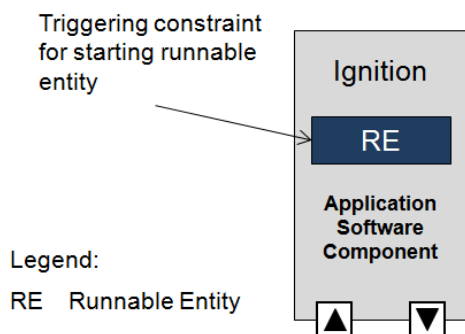 Triggering constraint
for starting runnable
entity
Ignition
RE
Application
Software
Component
Legend:
RE Runnable Entity